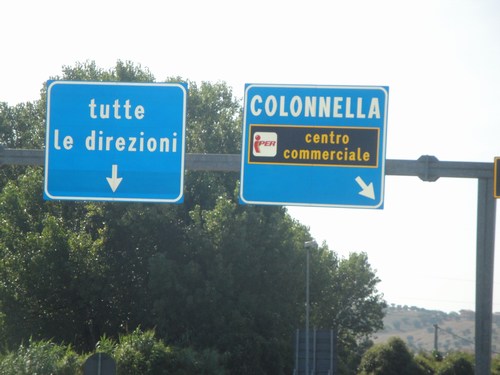 tutte
le direzioni
COLONNELLA
iPER
centro
commerciale